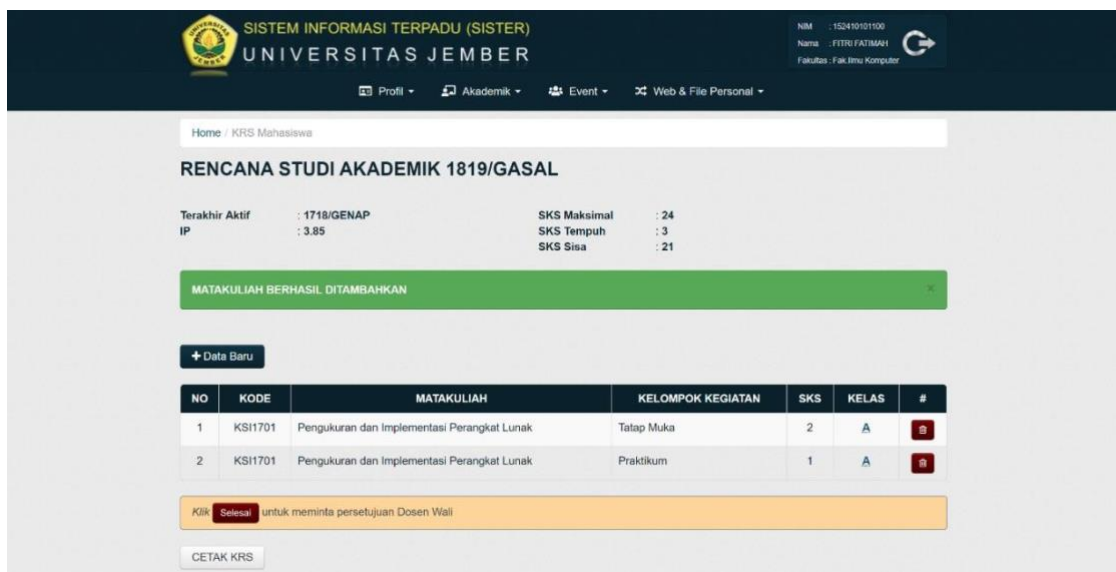 SISTEM INFORMASI TERPADU (SISTER)
UNIVERSITAS JEMBER
NIM : 152410101100
Nama : FITRI FATIMAH
Fakultas : Fak.Ilmu Komputer
Profil
Akademik
Event
Web & File Personal
Home / KRS Mahasiswa
RENCANA STUDI AKADEMIK 1819/GASAL
Terakhir Aktif : 1718/GENAP
IP : 3.85
SKS Maksimal : 24
SKS Tempuh : 3
SKS Sisa : 21
MATAKULIAH BERHASIL DITAMBAHKAN ×
+ Data Baru
NO KODE MATAKULIAH KELOMPOK KEGIATAN SKS KELAS #
1 KSI1701 Pengukuran dan Implementasi Perangkat Lunak Tatap Muka 2 A
2 KSI1701 Pengukuran dan Implementasi Perangkat Lunak Praktikum 1 A
Klik Selesai untuk meminta persetujuan Dosen Wali
CETAK KRS